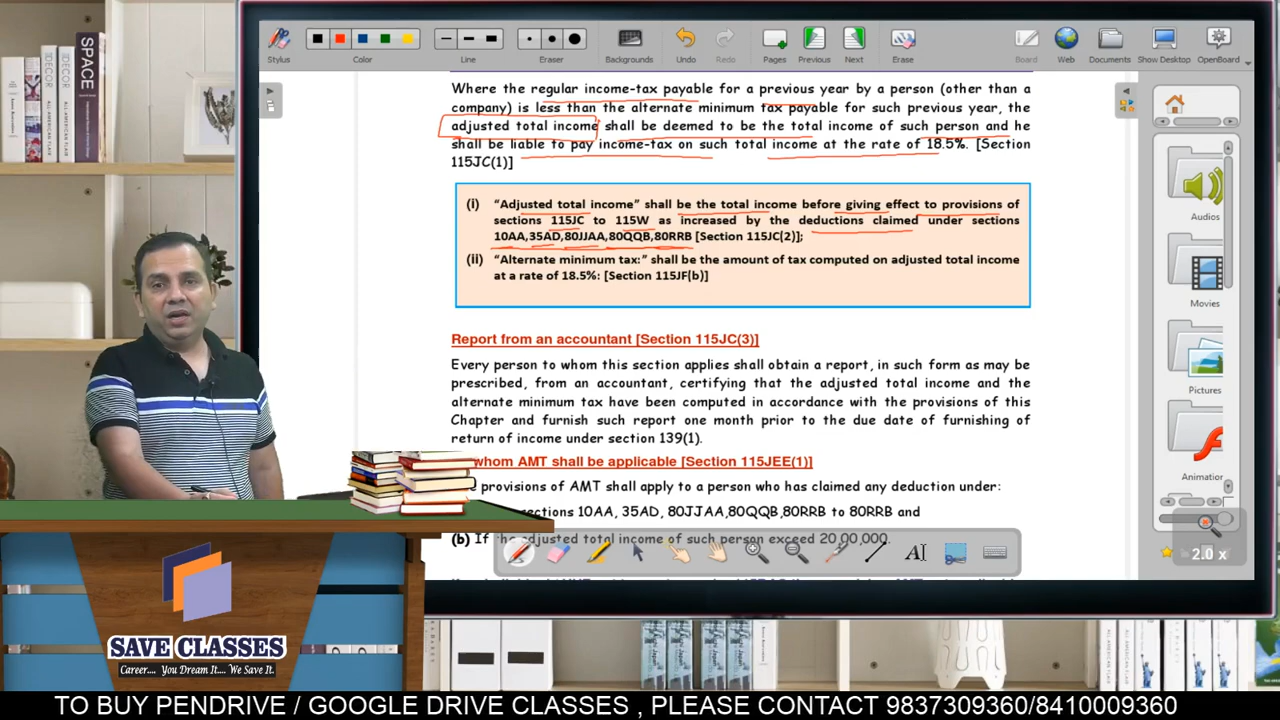 Stylus
Color
Line
Eraser
Backgrounds
Undo
Redo
Pages
Previous
Next
Erase
Board
Web
Documents
Show Desktop
OpenBoard
Where the regular income-tax payable for a previous year by a person (other than a
company) is less than the alternate minimum tax payable for such previous year, the
adjusted total income shall be deemed to be the total income of such person and he
shall be liable to pay income-tax on such total income at the rate of 18.5%. [Section
115JC(1)]
(i) “Adjusted total income” shall be the total income before giving effect to provisions of
sections 115JC to 115W as increased by the deductions claimed under sections
10AA,35AD,80JJAA,80QQB,80RRB [Section 115JC(2)];
(ii) “Alternate minimum tax:” shall be the amount of tax computed on adjusted total income
at a rate of 18.5%: [Section 115JF(b)]
Report from an accountant [Section 115JC(3)]
Every person to whom this section applies shall obtain a report, in such form as may be
prescribed, from an accountant, certifying that the adjusted total income and the
alternate minimum tax have been computed in accordance with the provisions of this
Chapter and furnish such report one month prior to the due date of furnishing of
return of income under section 139(1).
whom AMT shall be applicable [Section 115JEE(1)]
provisions of AMT shall apply to a person who has claimed any deduction under:
ections 10AA, 35AD, 80JJAA,80QQB,80RRB to 80RRB and
(b) If the adjusted total income of such person exceed 20,00,000.
Audios
Movies
Pictures
Animation
2.0 x
SPACE
DECOR
DECOR
SAVE CLASSES
Career.... You Dream It.... We Save It.
TO BUY PENDRIVE / GOOGLE DRIVE CLASSES , PLEASE CONTACT 9837309360/8410009360